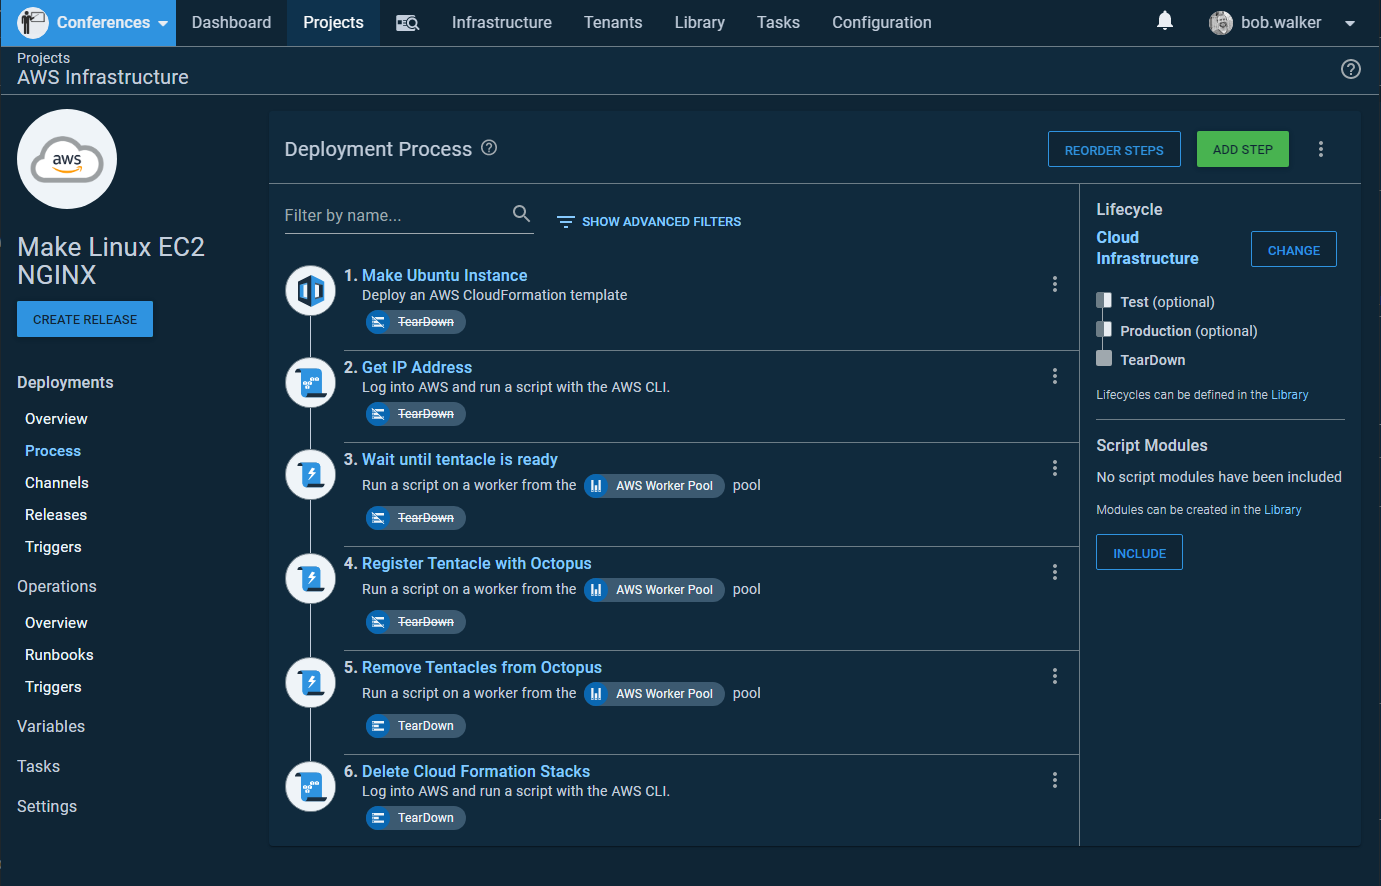 Conferences Dashboard Projects Infrastructure Tenants Library Tasks Configuration bob.walker
Projects
AWS Infrastructure
aws
Make Linux EC2
NGINX
CREATE RELEASE
Deployments
Overview
Process
Channels
Releases
Triggers
Operations
Overview
Runbooks
Triggers
Variables
Tasks
Settings
Deployment Process
REORDER STEPS
ADD STEP
Filter by name...
SHOW ADVANCED FILTERS
1. Make Ubuntu Instance
Deploy an AWS CloudFormation template
TearDown
2. Get IP Address
Log into AWS and run a script with the AWS CLI.
TearDown
3. Wait until tentacle is ready
Run a script on a worker from the AWS Worker Pool pool
TearDown
4. Register Tentacle with Octopus
Run a script on a worker from the AWS Worker Pool pool
TearDown
5. Remove Tentacles from Octopus
Run a script on a worker from the AWS Worker Pool pool
TearDown
6. Delete Cloud Formation Stacks
Log into AWS and run a script with the AWS CLI.
TearDown
Lifecycle
Cloud
Infrastructure
CHANGE
Test (optional)
Production (optional)
TearDown
Lifecycles can be defined in the Library
Script Modules
No script modules have been included
Modules can be created in the Library
INCLUDE